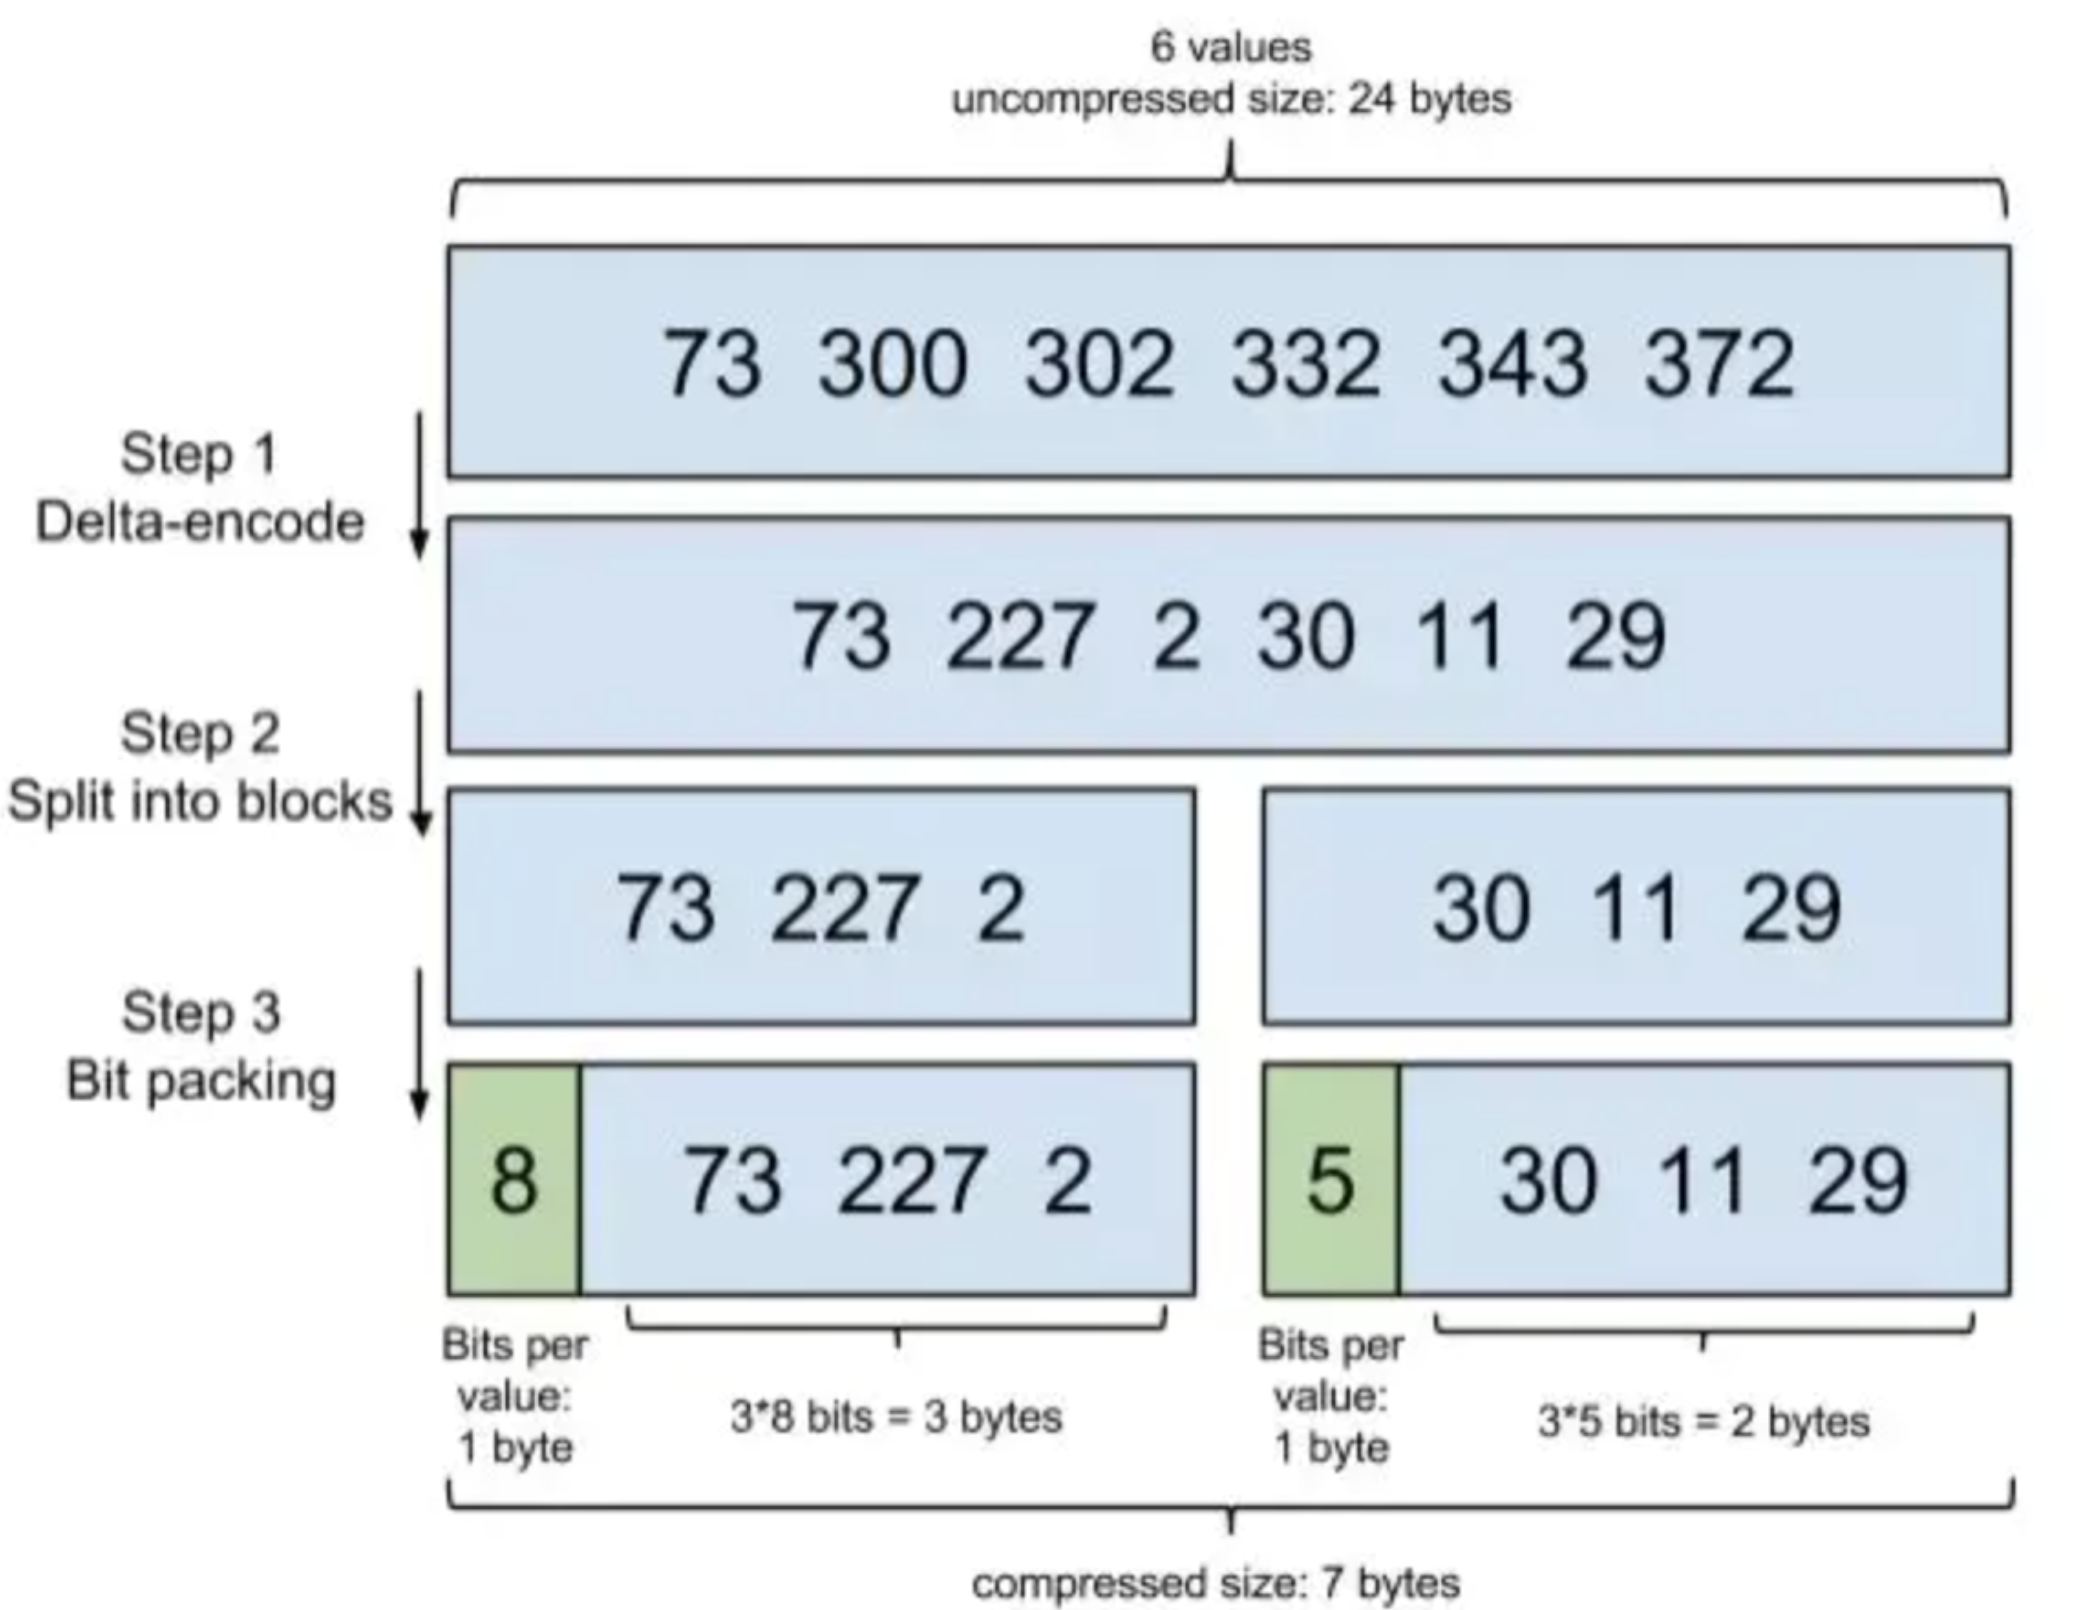 6 values
uncompressed size: 24 bytes
73 300 302 332 343 372
Step 1
Delta-encode
73 227 2 30 11 29
Step 2
Split into blocks
73 227 2
30 11 29
Step 3
Bit packing
8 73 227 2
5 30 11 29
Bits per
value:
1 byte
3*8 bits = 3 bytes
Bits per
value:
1 byte
3*5 bits = 2 bytes
compressed size: 7 bytes